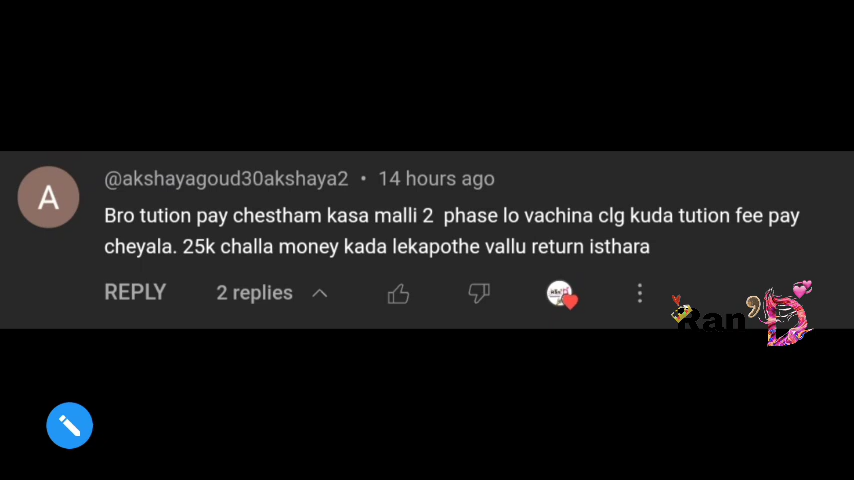 A
@akshayagoud30akshaya2 • 14 hours ago
Bro tution pay chestham kasa malli 2 phase lo vachina clg kuda tution fee pay
cheyala. 25k challa money kada lekapothe vallu return isthara
REPLY 2 replies
Ran'D